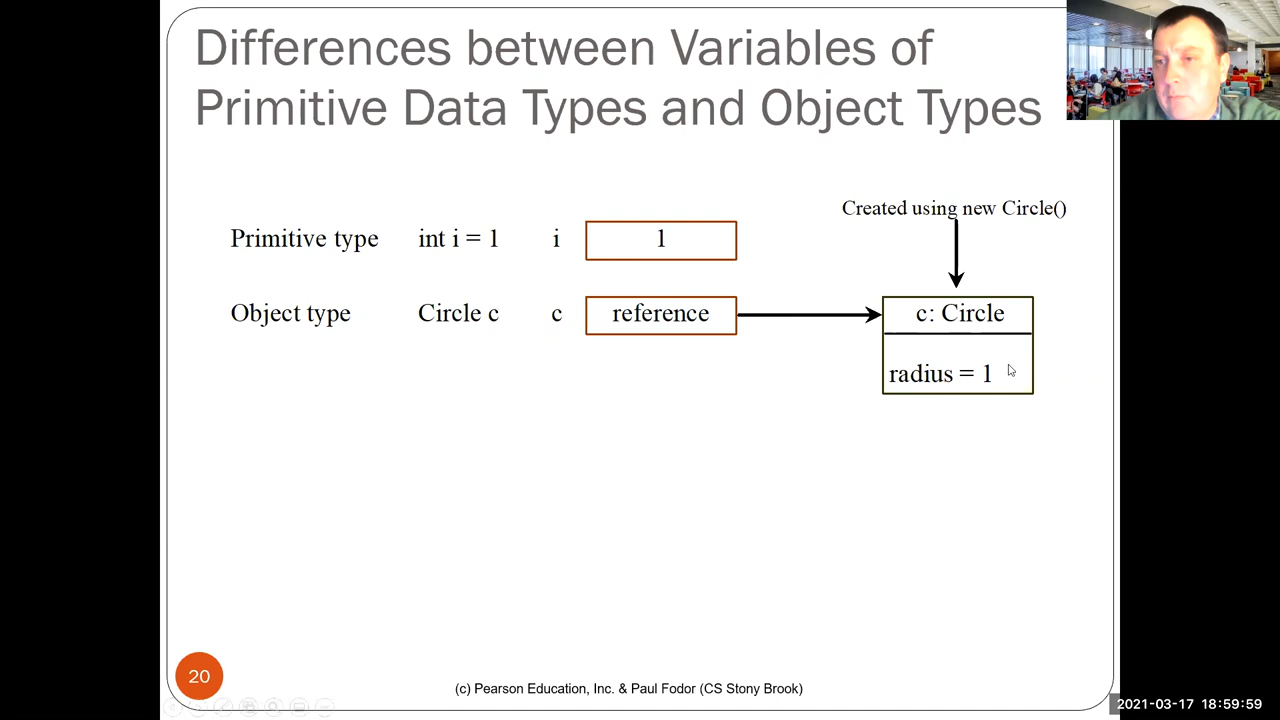 Differences between Variables of
Primitive Data Types and Object Types
Created using new Circle()
Primitive type int i = 1 i 1
Object type Circle c c reference c: Circle
radius = 1
20
(c) Pearson Education, Inc. & Paul Fodor (CS Stony Brook)
2021-03-17 18:59:59